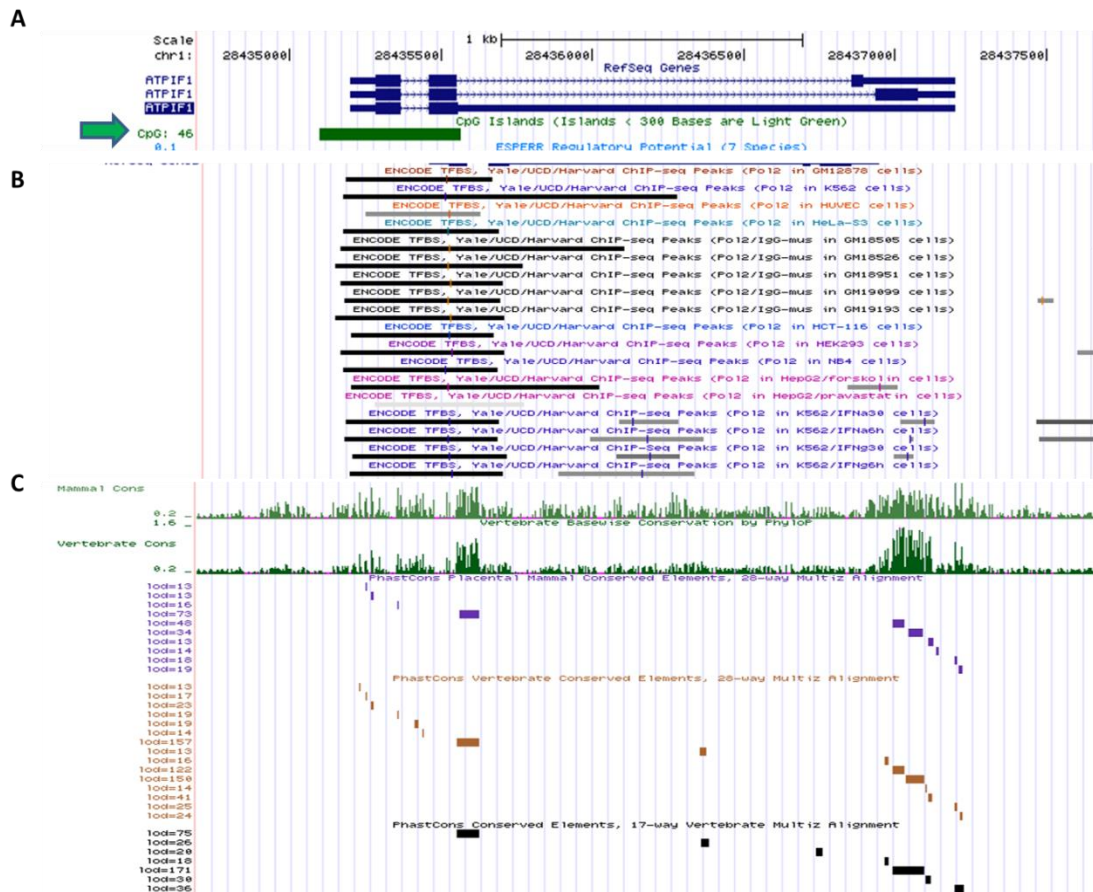 A
Scale 1 kb
chr1: 28435000 28435500 28436000 28436500 28437000 28437500
RefSeq Genes
ATPIF1
ATPIF1
ATPIF1
CpG Islands (Islands < 300 Bases are Light Green)
CpG: 46
0.1 ESPERR Regulatory Potential (7 Species)
B
ENCODE TFBS, Yale/UCD/Harvard ChIP-seq Peaks (Pol2 in GM12878 cells)
ENCODE TFBS, Yale/UCD/Harvard ChIP-seq Peaks (Pol2 in K562 cells)
ENCODE TFBS, Yale/UCD/Harvard ChIP-seq Peaks (Pol2 in HUVEC cells)
ENCODE TFBS, Yale/UCD/Harvard ChIP-seq Peaks (Pol2 in HeLa-S3 cells)
ENCODE TFBS, Yale/UCD/Harvard ChIP-seq Peaks (Pol2/IgG-mus in GM18505 cells)
ENCODE TFBS, Yale/UCD/Harvard ChIP-seq Peaks (Pol2/IgG-mus in GM18526 cells)
ENCODE TFBS, Yale/UCD/Harvard ChIP-seq Peaks (Pol2/IgG-mus in GM18951 cells)
ENCODE TFBS, Yale/UCD/Harvard ChIP-seq Peaks (Pol2/IgG-mus in GM19099 cells)
ENCODE TFBS, Yale/UCD/Harvard ChIP-seq Peaks (Pol2/IgG-mus in GM19193 cells)
ENCODE TFBS, Yale/UCD/Harvard ChIP-seq Peaks (Pol2 in HCT-116 cells)
ENCODE TFBS, Yale/UCD/Harvard ChIP-seq Peaks (Pol2 in HEK293 cells)
ENCODE TFBS, Yale/UCD/Harvard ChIP-seq Peaks (Pol2 in NB4 cells)
ENCODE TFBS, Yale/UCD/Harvard ChIP-seq Peaks (Pol2 in HepG2/forskolin cells)
ENCODE TFBS, Yale/UCD/Harvard ChIP-seq Peaks (Pol2 in HepG2/pravastatin cells)
ENCODE TFBS, Yale/UCD/Harvard ChIP-seq Peaks (Pol2 in K562/IFNa30 cells)
ENCODE TFBS, Yale/UCD/Harvard ChIP-Seq Peaks (Pol2 in K562/IFNa6h cells)
ENCODE TFBS, Yale/UCD/Harvard ChIP-seq Peaks (Pol2 in K562/IFNg30 cells)
ENCODE TFBS, Yale/UCD/Harvard ChIP-seq Peaks (Pol2 in K562/IFNg6h cells)
C
Mammal Cons
0.2 _
1.6 _ Vertebrate Basewise Conservation by PhyloP
Vertebrate Cons
0.2 _
PhastCons Placental Mammal Conserved Elements, 28-way Multiz Alignment
lod=13
lod=13
lod=16
lod=73
lod=48
lod=34
lod=13
lod=14
lod=18
lod=19
PhastCons Vertebrate Conserved Elements, 28-way Multiz Alignment
lod=13
lod=17
lod=23
lod=19
lod=19
lod=14
lod=157
lod=13
lod=16
lod=122
lod=150
lod=14
lod=41
lod=25
lod=24
PhastCons Conserved Elements, 17-way Vertebrate Multiz Alignment
lod=75
lod=26
lod=20
lod=18
lod=171
lod=30
lod=36